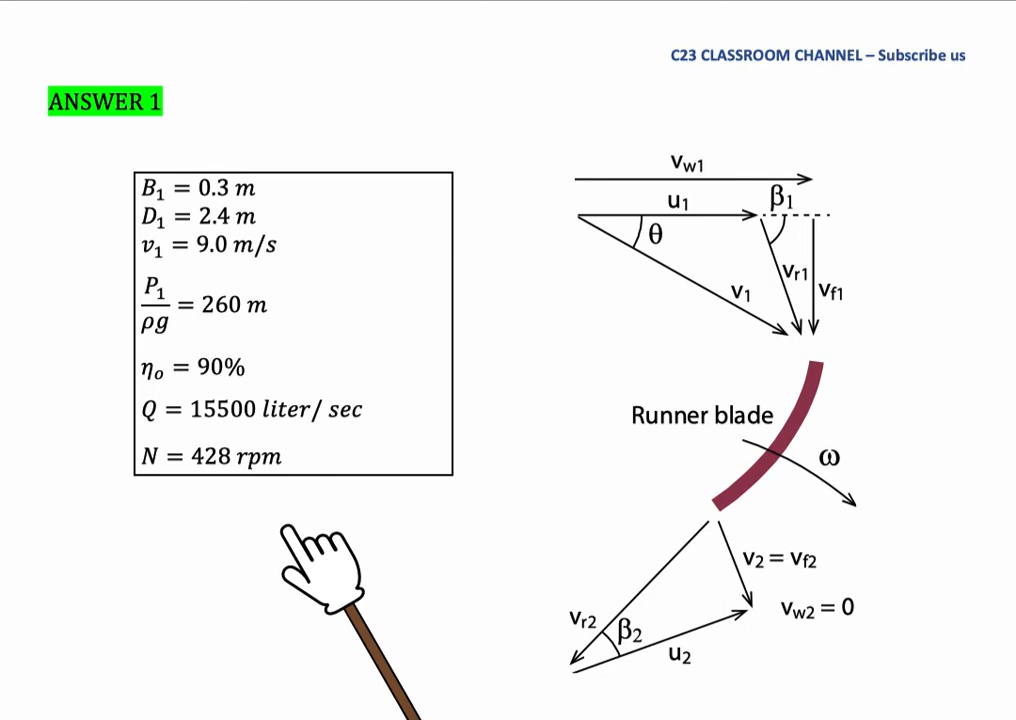 C23 CLASSROOM CHANNEL – Subscribe us
ANSWER 1
B₁ = 0.3 m
D₁ = 2.4 m
v₁ = 9.0 m/s
P₁/ρg = 260 m
ηₒ = 90%
Q = 15500 liter/ sec
N = 428 rpm
vw1
u1
β1
θ
vr1
v1
vf1
Runner blade
ω
v2 = vf2
vw2 = 0
vr2
β2
u2